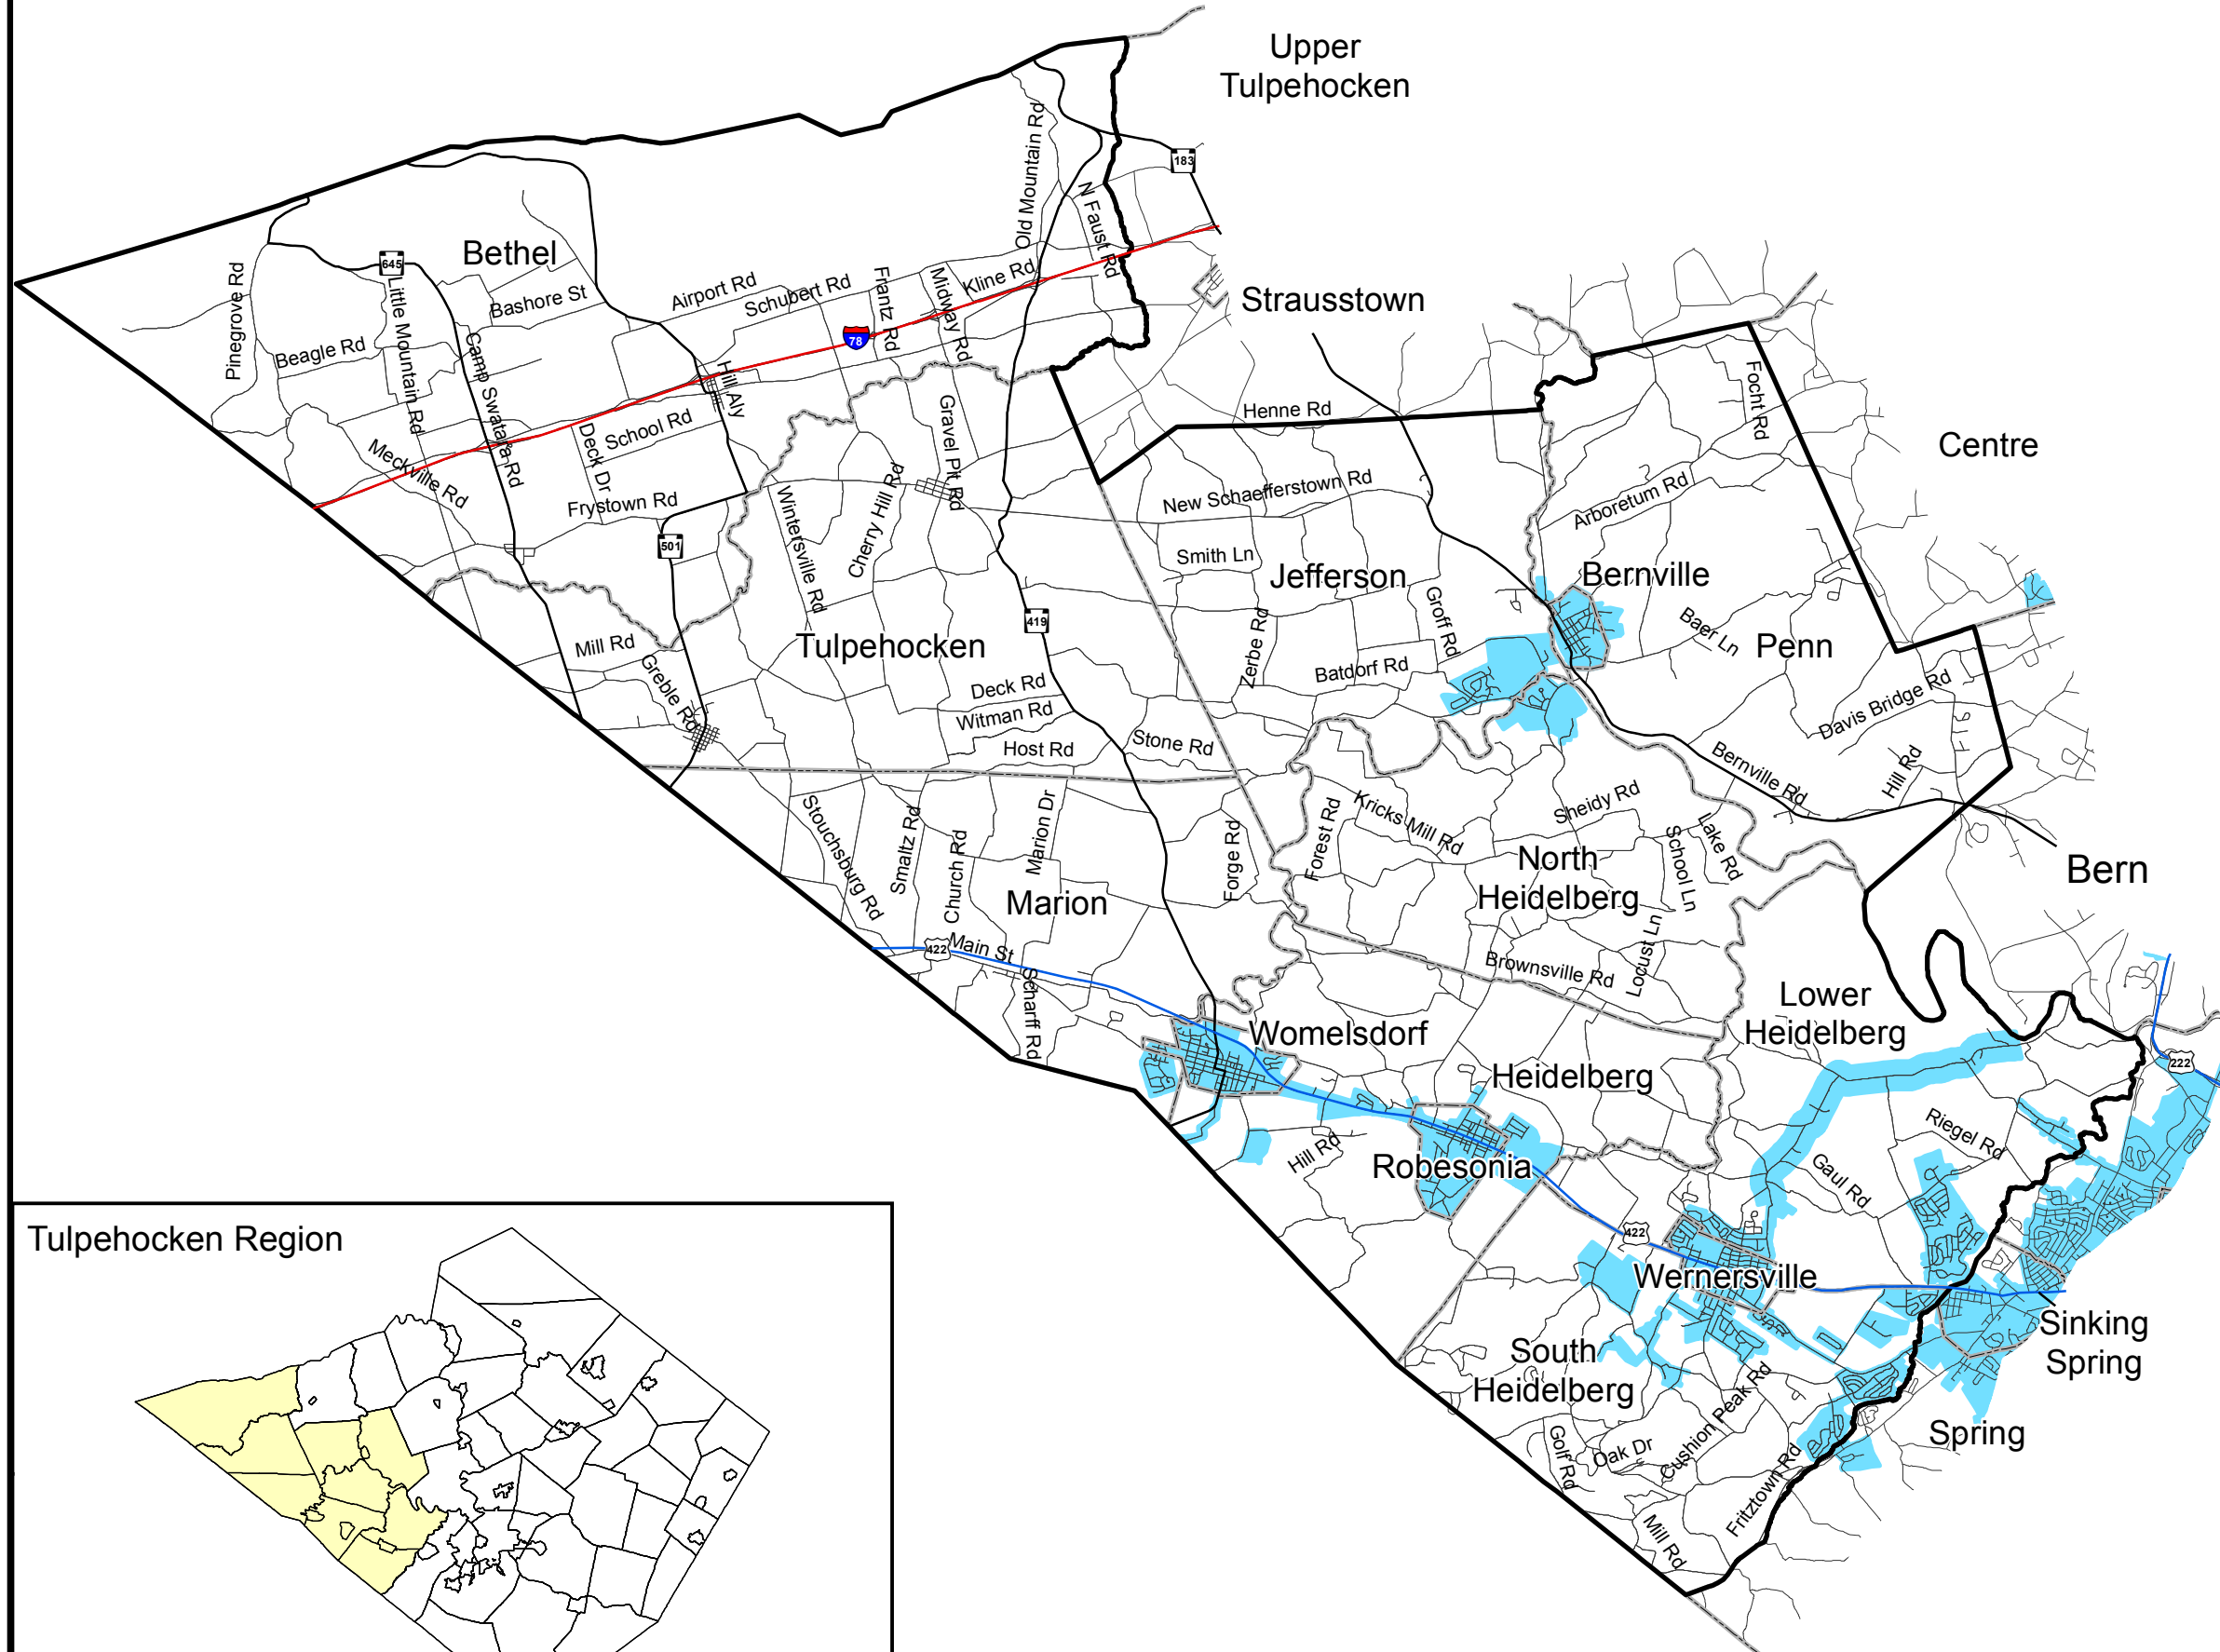 Upper
Tulpehocken
183
Old Mountain Rd
N Faust Rd
Bethel
645
Pinegrove Rd
Little Mountain Rd
Bashore St
Airport Rd
Schubert Rd
Frantz Rd
Midway Rd
Kline Rd
Strausstown
78
Beagle Rd
Camp Swatara Rd
Hill Aly
Focht Rd
Henne Rd
School Rd
Deck Dr
Gravel Pit Rd
Centre
Meckville Rd
Frystown Rd
Wintersville Rd
Cherry Hill Rd
New Schaefferstown Rd
Arboretum Rd
501
Smith Ln
Jefferson
Bernville
419
Groff Rd
Mill Rd
Tulpehocken
Zerbe Rd
Baer Ln
Penn
Greble Rd
Deck Rd
Batdorf Rd
Witman Rd
Davis Bridge Rd
Host Rd
Stone Rd
Bernville Rd
Hill Rd
Stouchsburg Rd
Smaltz Rd
Church Rd
Marion Dr
Forge Rd
Forest Rd
Kricks Mill Rd
Sheidy Rd
School Ln
Lake Rd
North
Heidelberg
Bern
Marion
422
Main St
Scharff Rd
Brownsville Rd
Locust Ln
Lower
Heidelberg
Womelsdorf
222
Heidelberg
Hill Rd
Robesonia
Riegel Rd
Gaul Rd
422
Wernersville
Sinking
Spring
South
Heidelberg
Cushion Peak Rd
Spring
Golf Rd
Oak Dr
Fritztown Rd
Mill Rd
Tulpehocken Region